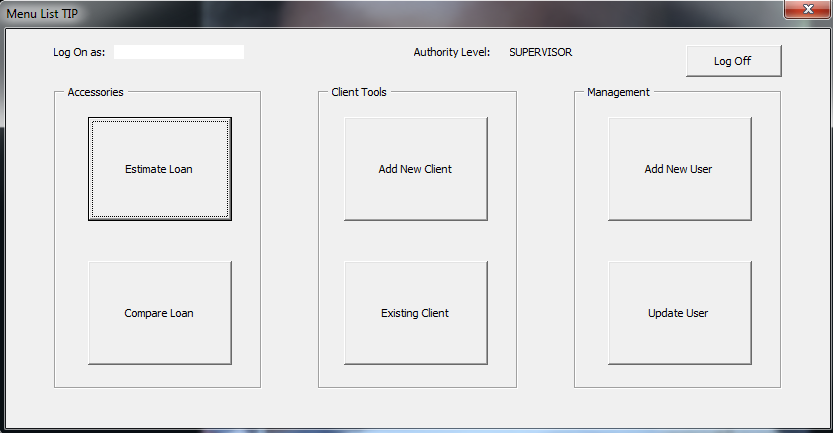 Menu List TIP
Log On as:
Authority Level: SUPERVISOR
Log Off
Accessories
Client Tools
Management
Estimate Loan
Add New Client
Add New User
Compare Loan
Existing Client
Update User